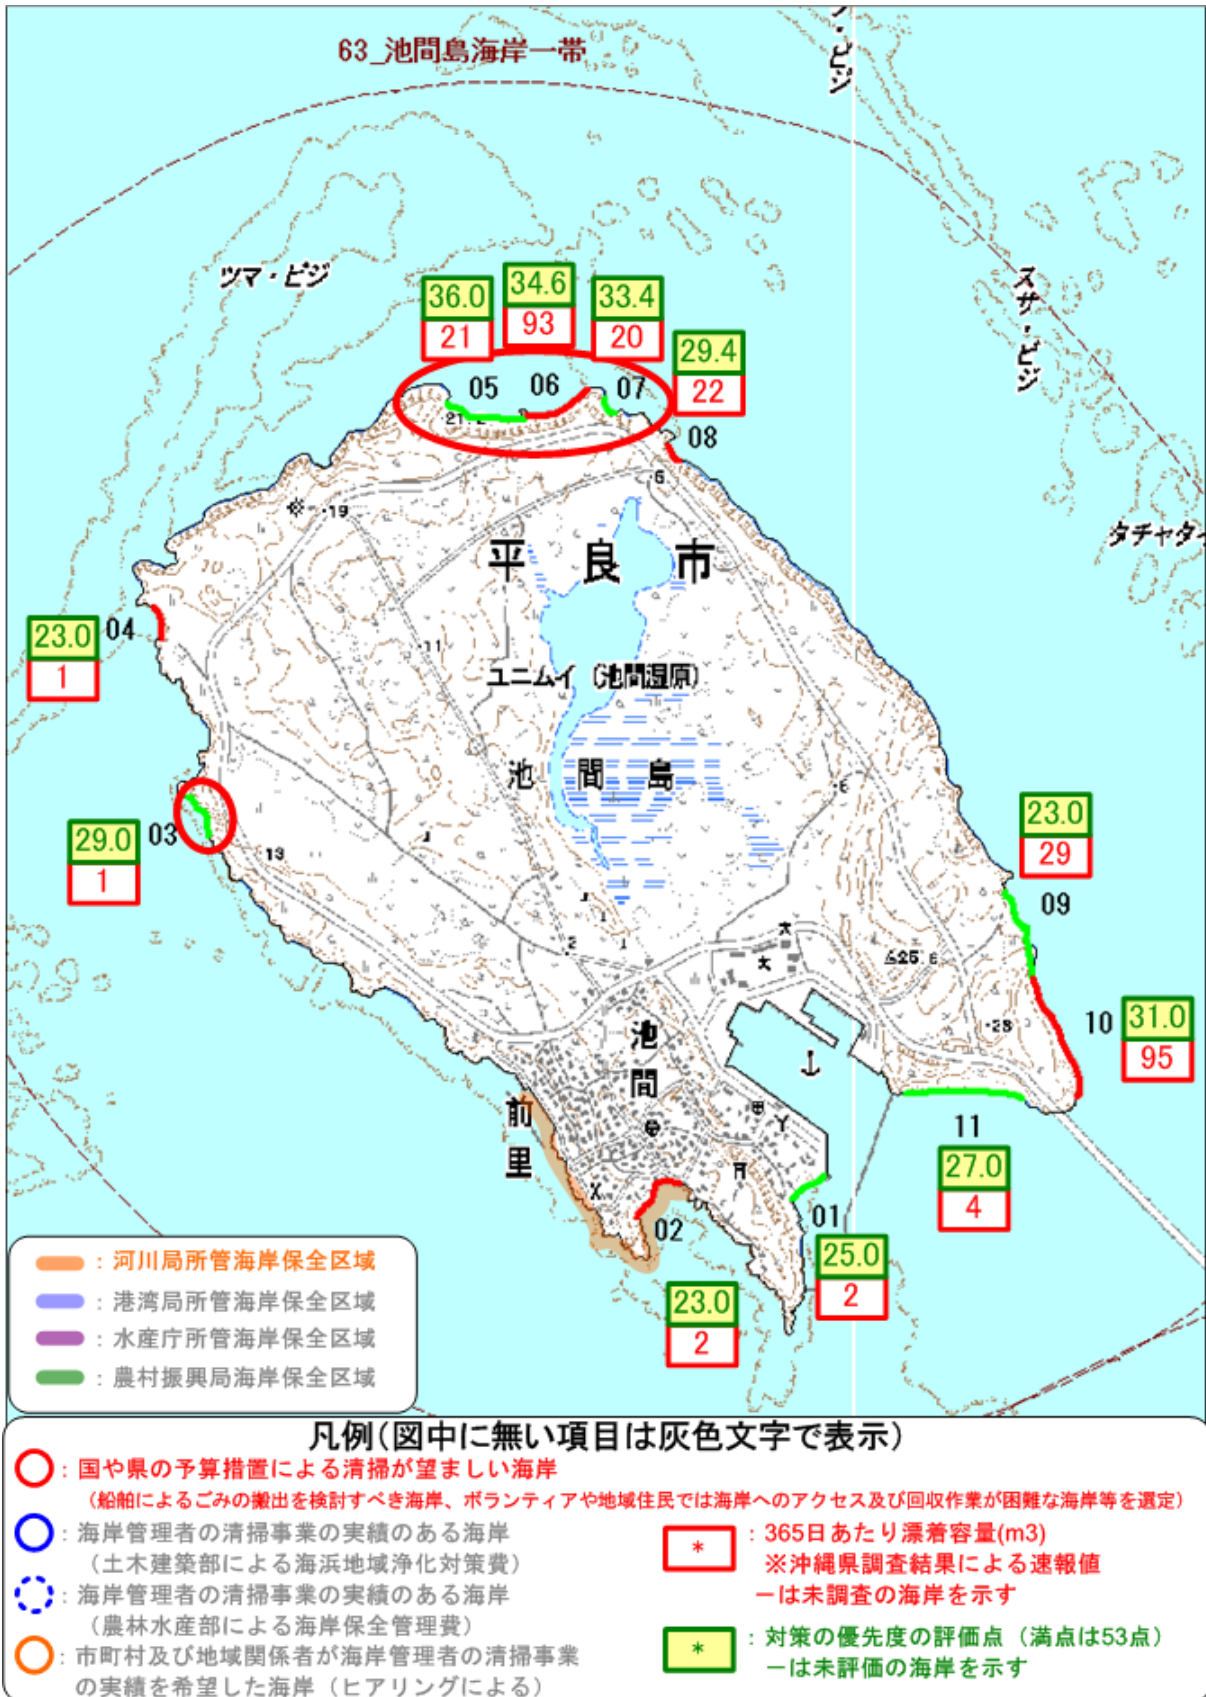 63_池間島海岸一帯
ツマ・ビジ
スサ・ビジ
36.0
21
34.6
93
33.4
20
29.4
22
05
06
07
08
・19
・6
平良市
23.0
1
04
・11
ユニムイ（池間湿原）
池間島
・6
29.0
1
03
・13
23.0
29
09
・2
文
25.6
・28
10
31.0
95
池間
前里
11
27.0
4
01
25.0
2
02
23.0
2
：河川局所管海岸保全区域
：港湾局所管海岸保全区域
：水産庁所管海岸保全区域
：農村振興局海岸保全区域
凡例(図中に無い項目は灰色文字で表示)
：国や県の予算措置による清掃が望ましい海岸
（船舶によるごみの搬出を検討すべき海岸、ボランティアや地域住民では海岸へのアクセス及び回収作業が困難な海岸等を選定）
：海岸管理者の清掃事業の実績のある海岸
（土木建築部による海浜地域浄化対策費）
：海岸管理者の清掃事業の実績のある海岸
（農林水産部による海岸保全管理費）
：市町村及び地域関係者が海岸管理者の清掃事業
の実績を希望した海岸（ヒアリングによる）
*
：365日あたり漂着容量(m3)
※沖縄県調査結果による速報値
－は未調査の海岸を示す
*
：対策の優先度の評価点（満点は53点）
－は未評価の海岸を示す